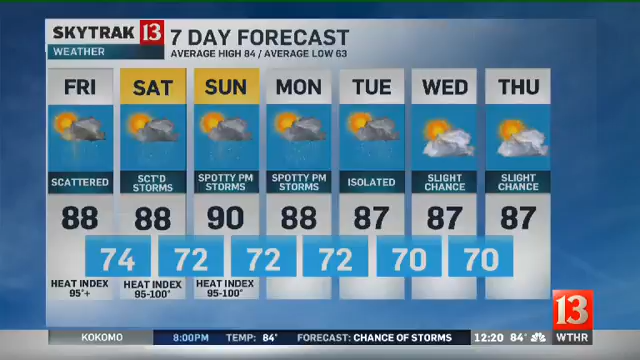 SKYTRAK 13
WEATHER
7 DAY FORECAST
AVERAGE HIGH 84 / AVERAGE LOW 63
FRI SAT SUN MON TUE WED THU
SCATTERED
SCT'D STORMS
SPOTTY PM STORMS
SPOTTY PM STORMS
ISOLATED
SLIGHT CHANCE
SLIGHT CHANCE
88 88 90 88 87 87 87
74 72 72 72 70 70
HEAT INDEX 95°+
HEAT INDEX 95-100°
HEAT INDEX 95-100°
13
KOKOMO 8:00PM TEMP: 84° FORECAST: CHANCE OF STORMS 12:20 84° WTHR